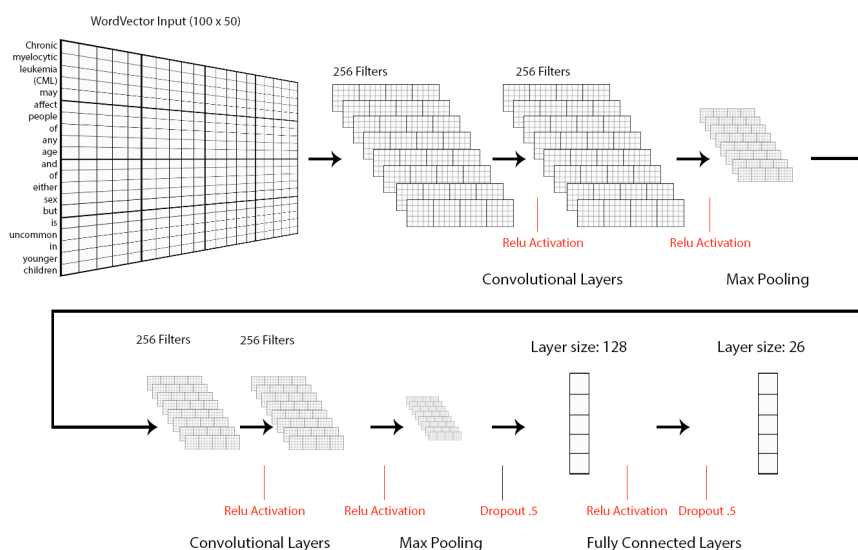 WordVector Input (100 x 50)
Chronic
myelocytic
leukemia
(CML)
may
affect
people
of
any
age
and
of
either
sex
but
is
uncommon
in
younger
children
256 Filters
256 Filters
Relu Activation
Relu Activation
Convolutional Layers
Max Pooling
256 Filters
256 Filters
Layer size: 128
Layer size: 26
Relu Activation
Relu Activation
Dropout .5
Relu Activation
Dropout .5
Convolutional Layers
Max Pooling
Fully Connected Layers